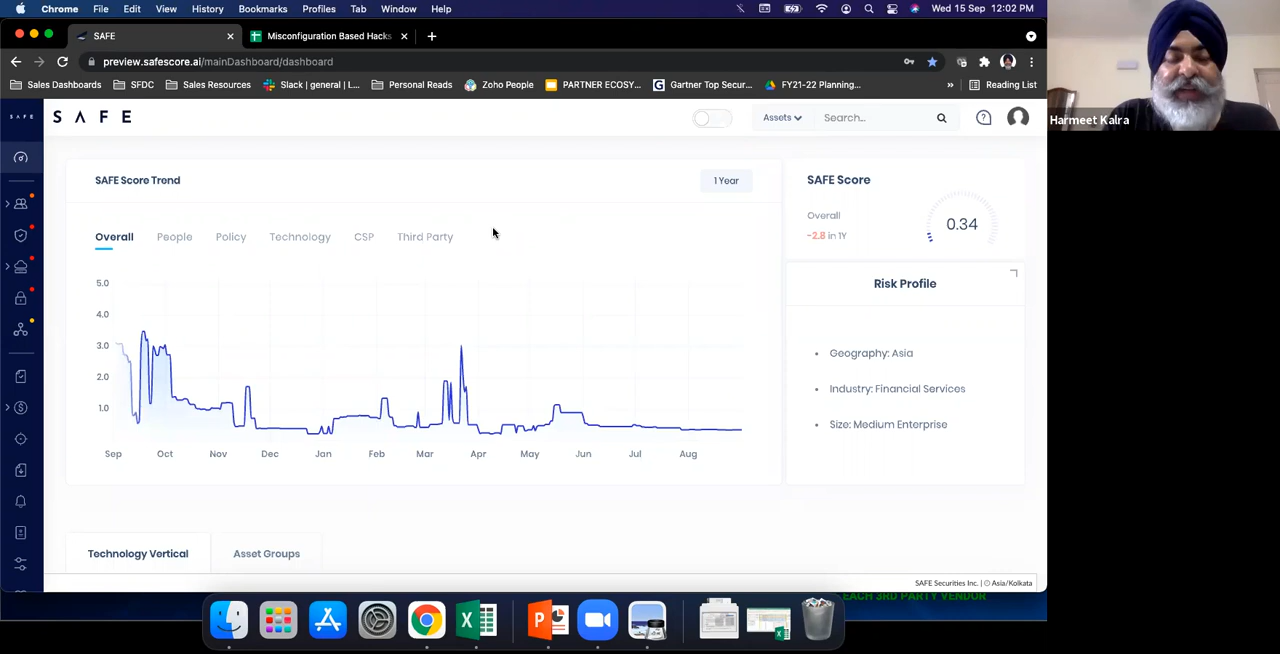 Chrome File Edit View History Bookmarks Profiles Tab Window Help Wed 15 Sep 12:02 PM
SAFE Misconfiguration Based Hacks
preview.safescore.ai/mainDashboard/dashboard
Sales Dashboards SFDC Sales Resources Slack | general | L... Personal Reads Zoho People PARTNER ECOSY... Gartner Top Secur... FY21-22 Planning... » Reading List
Harmeet Kalra
SAFE
SAFE
Assets Search...
SAFE Score Trend
1 Year
Overall People Policy Technology CSP Third Party
5.0
4.0
3.0
2.0
1.0
Sep Oct Nov Dec Jan Feb Mar Apr May Jun Jul Aug
SAFE Score
Overall
-2.8 in 1Y
0.34
Risk Profile
• Geography: Asia
• Industry: Financial Services
• Size: Medium Enterprise
Technology Vertical Asset Groups
SAFE Securities Inc. | Asia/Kolkata
EACH 3RD PARTY VENDOR